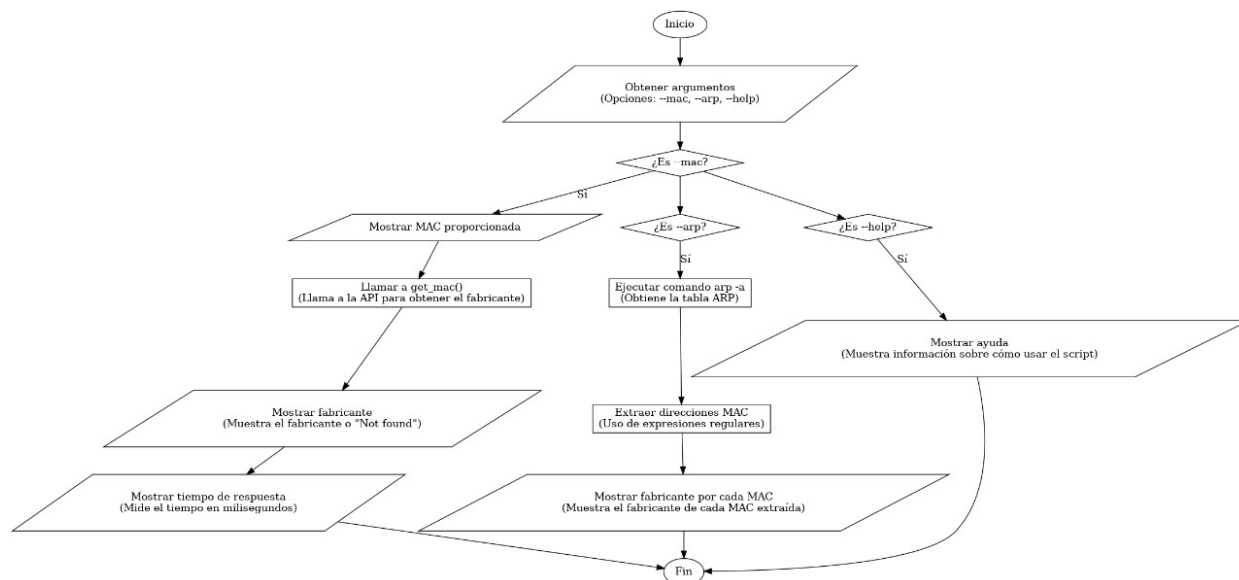 Inicio
Obtener argumentos
(Opciones: --mac, --arp, --help)
¿Es --mac?
Sí
Mostrar MAC proporcionada
¿Es --arp?
¿Es --help?
Sí
Sí
Llamar a get_mac()
(Llama a la API para obtener el fabricante)
Ejecutar comando arp -a
(Obtiene la tabla ARP)
Mostrar ayuda
(Muestra información sobre cómo usar el script)
Mostrar fabricante
(Muestra el fabricante o "Not found")
Extraer direcciones MAC
(Uso de expresiones regulares)
Mostrar tiempo de respuesta
(Mide el tiempo en milisegundos)
Mostrar fabricante por cada MAC
(Muestra el fabricante de cada MAC extraída)
Fin